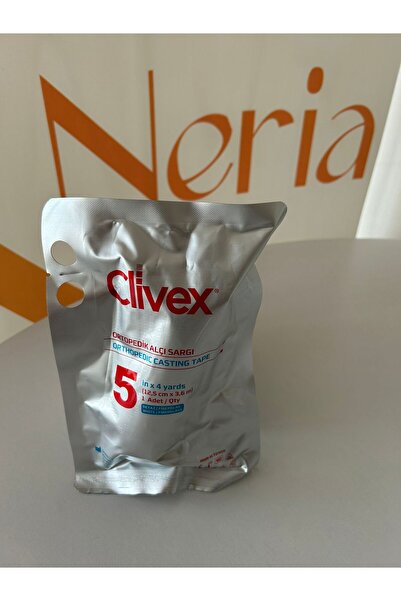 Neria
Clivex®
ORTOPEDİK ALÇI SARGI
ORTHOPEDIC CASTING TAPE
5
in x 4 yards
(12,5 cm x 3,6 m)
1 Adet / Qty